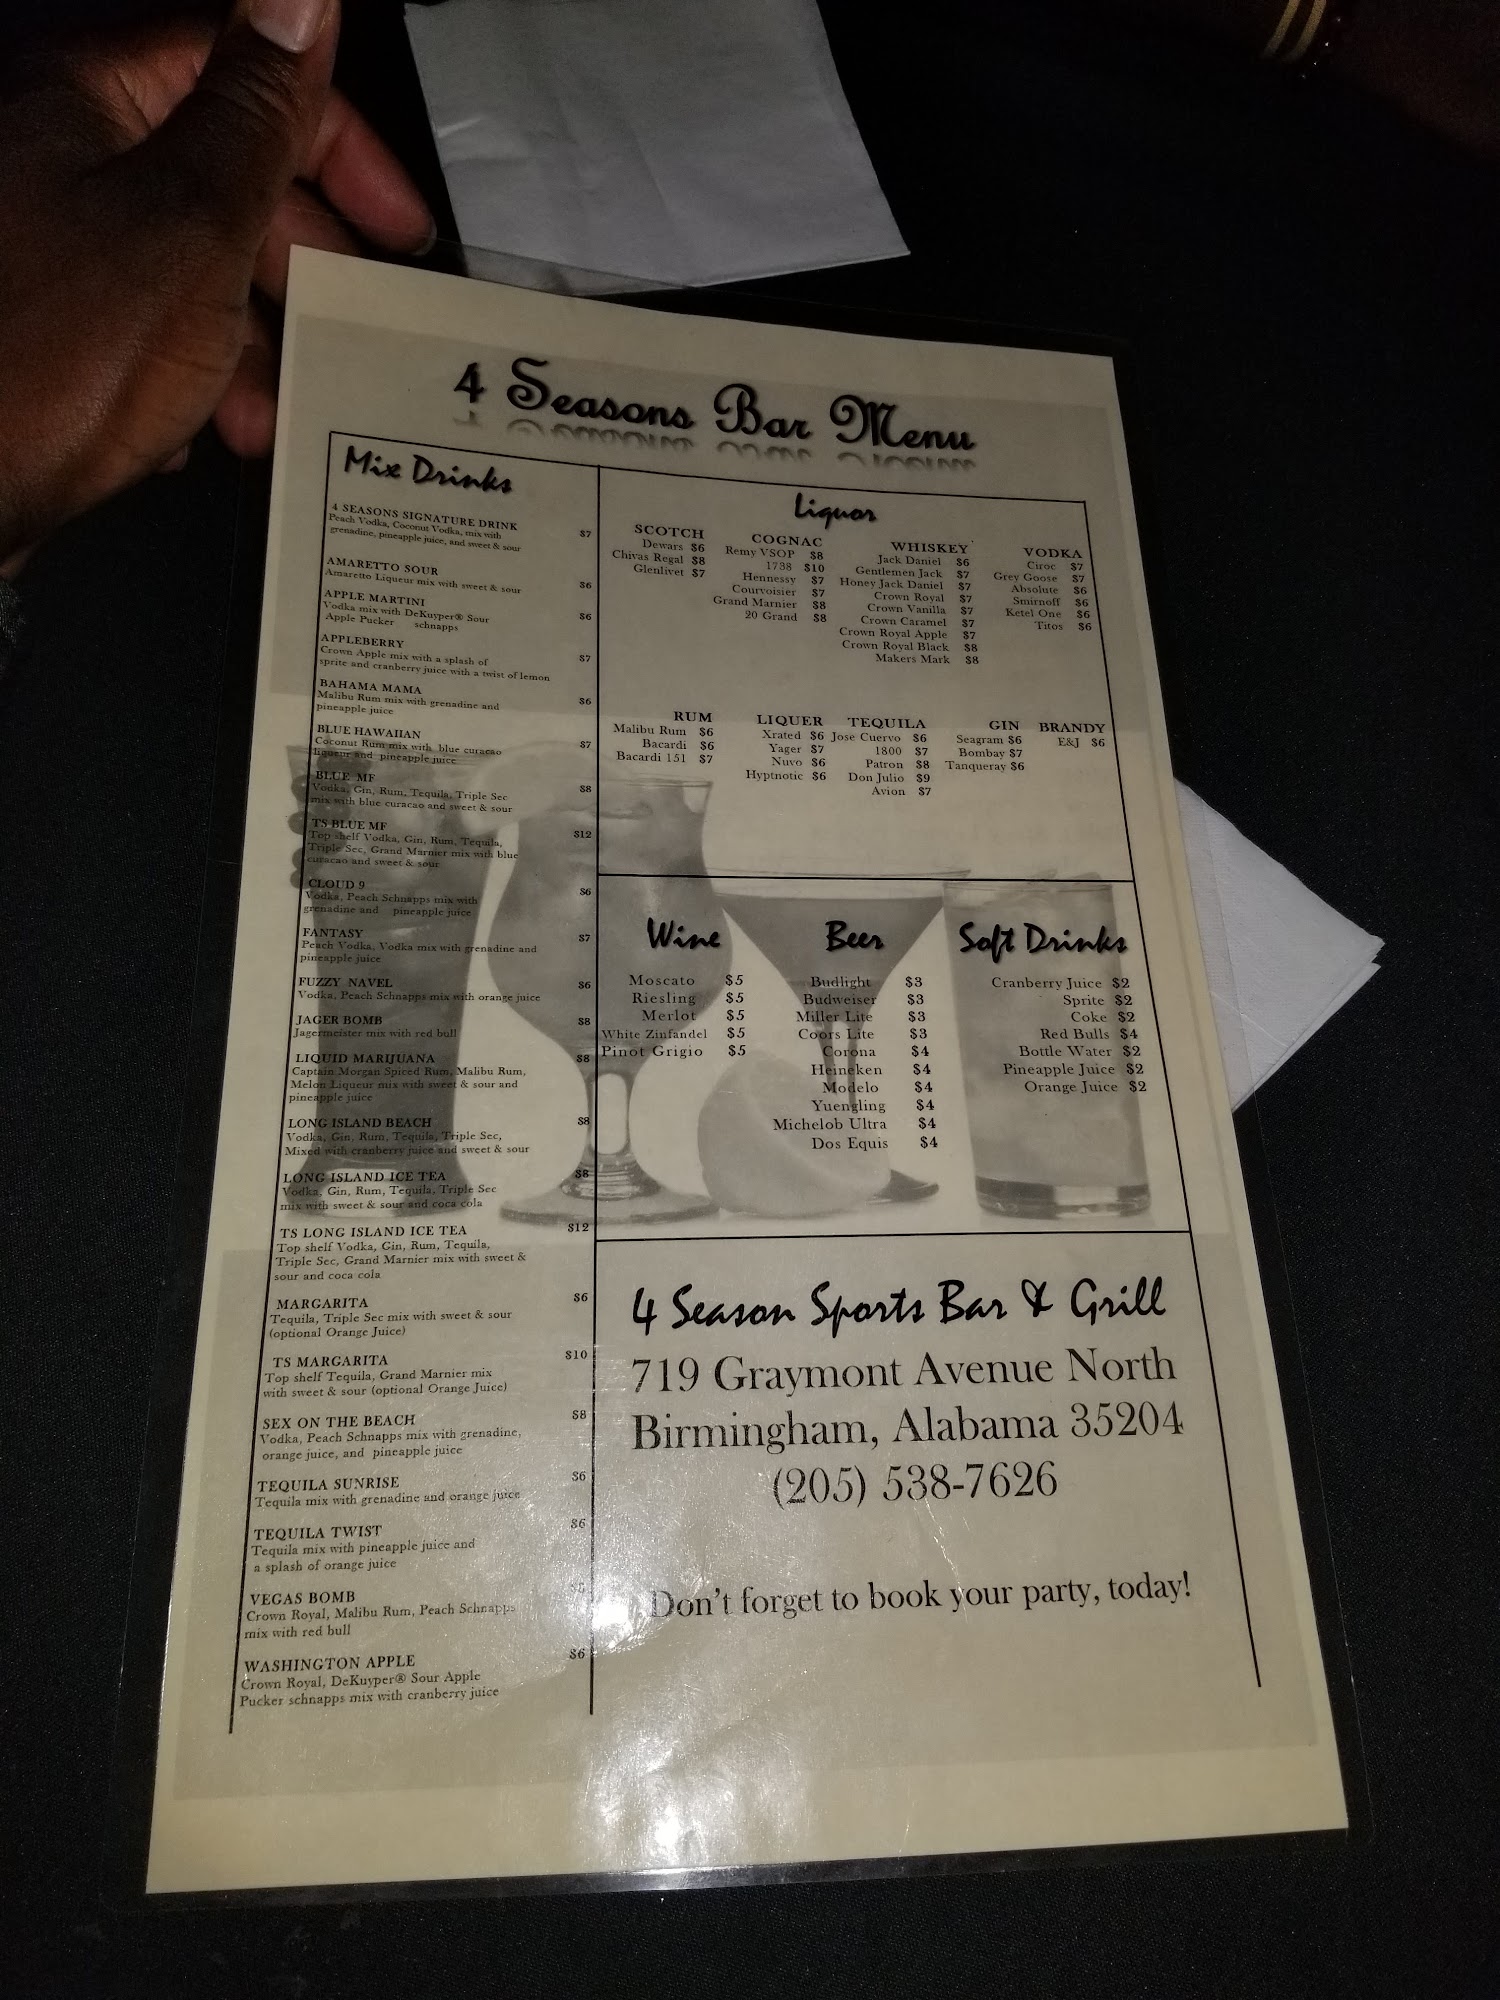 4 Seasons Bar Menu
Mix Drinks
4 SEASONS SIGNATURE DRINK $7
Peach Vodka, Coconut Vodka, mix with
grenadine, pineapple juice, and sweet & sour
AMARETTO SOUR $6
Amaretto Liqueur mix with sweet & sour
APPLE MARTINI $6
Vodka mix with DeKuyper® Sour
Apple Pucker schnapps
APPLEBERRY $7
Crown Apple mix with a splash of
sprite and cranberry juice with a twist of lemon
BAHAMA MAMA $6
Malibu Rum mix with grenadine and
pineapple juice
BLUE HAWAIIAN $7
Coconut Rum mix with blue curacao
liqueur and pineapple juice
BLUE MF $8
Vodka, Gin, Rum, Tequila, Triple Sec
mix with blue curacao and sweet & sour
TS BLUE MF $12
Top shelf Vodka, Gin, Rum, Tequila,
Triple Sec, Grand Marnier mix with blue
curacao and sweet & sour
CLOUD 9 $6
Vodka, Peach Schnapps mix with
grenadine and pineapple juice
FANTASY $7
Peach Vodka, Vodka mix with grenadine and
pineapple juice
FUZZY NAVEL $6
Vodka, Peach Schnapps mix with orange juice
JAGER BOMB $8
Jagermeister mix with red bull
LIQUID MARIJUANA $8
Captain Morgan Spiced Rum, Malibu Rum,
Melon Liqueur mix with sweet & sour and
pineapple juice
LONG ISLAND BEACH $8
Vodka, Gin, Rum, Tequila, Triple Sec,
Mixed with cranberry juice and sweet & sour
LONG ISLAND ICE TEA $8
Vodka, Gin, Rum, Tequila, Triple Sec
mix with sweet & sour and coca cola
TS LONG ISLAND ICE TEA $12
Top shelf Vodka, Gin, Rum, Tequila,
Triple Sec, Grand Marnier mix with sweet &
sour and coca cola
MARGARITA $6
Tequila, Triple Sec mix with sweet & sour
(optional Orange Juice)
TS MARGARITA $10
Top shelf Tequila, Grand Marnier mix
with sweet & sour (optional Orange Juice)
SEX ON THE BEACH $8
Vodka, Peach Schnapps mix with grenadine,
orange juice, and pineapple juice
TEQUILA SUNRISE $6
Tequila mix with grenadine and orange juice
TEQUILA TWIST $6
Tequila mix with pineapple juice and
a splash of orange juice
VEGAS BOMB
Crown Royal, Malibu Rum, Peach Schnapps
mix with red bull
WASHINGTON APPLE $6
Crown Royal, DeKuyper® Sour Apple
Pucker schnapps mix with cranberry juice
Liquor
SCOTCH
Dewars $6
Chivas Regal $8
Glenlivet $7
COGNAC
Remy VSOP $8
1738 $10
Hennessy $7
Courvoisier $7
Grand Marnier $8
20 Grand $8
WHISKEY
Jack Daniel $6
Gentlemen Jack $7
Honey Jack Daniel $7
Crown Royal $7
Crown Vanilla $7
Crown Caramel $7
Crown Royal Apple $7
Crown Royal Black $8
Makers Mark $8
VODKA
Ciroc $7
Grey Goose $7
Absolute $6
Smirnoff $6
Ketel One $6
Titos $6
RUM
Malibu Rum $6
Bacardi $6
Bacardi 151 $7
LIQUER
Xrated $6
Yager $7
Nuvo $6
Hyptnotic $6
TEQUILA
Jose Cuervo $6
1800 $7
Patron $8
Don Julio $9
Avion $7
GIN
Seagram $6
Bombay $7
Tanqueray $6
BRANDY
E&J $6
Wine
Moscato $5
Riesling $5
Merlot $5
White Zinfandel $5
Pinot Grigio $5
Beer
Budlight $3
Budweiser $3
Miller Lite $3
Coors Lite $3
Corona $4
Heineken $4
Modelo $4
Yuengling $4
Michelob Ultra $4
Dos Equis $4
Soft Drinks
Cranberry Juice $2
Sprite $2
Coke $2
Red Bulls $4
Bottle Water $2
Pineapple Juice $2
Orange Juice $2
4 Season Sports Bar & Grill
719 Graymont Avenue North
Birmingham, Alabama 35204
(205) 538-7626
Don't forget to book your party, today!